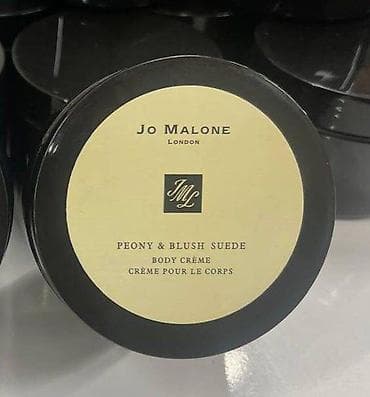 JO MALONE
LONDON
JML
PEONY & BLUSH SUEDE
BODY CRÈME
CRÈME POUR LE CORPS